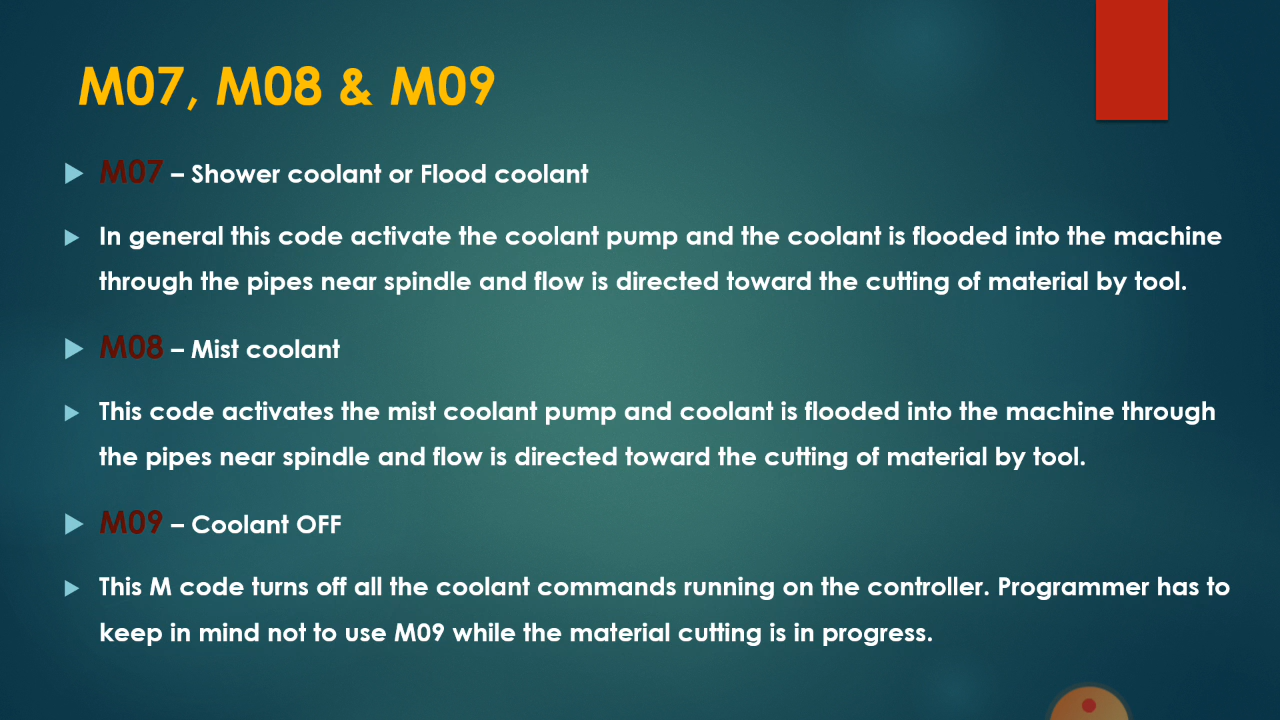 M07, M08 & M09
M07 – Shower coolant or Flood coolant
In general this code activate the coolant pump and the coolant is flooded into the machine
through the pipes near spindle and flow is directed toward the cutting of material by tool.
M08 – Mist coolant
This code activates the mist coolant pump and coolant is flooded into the machine through
the pipes near spindle and flow is directed toward the cutting of material by tool.
M09 – Coolant OFF
This M code turns off all the coolant commands running on the controller. Programmer has to
keep in mind not to use M09 while the material cutting is in progress.